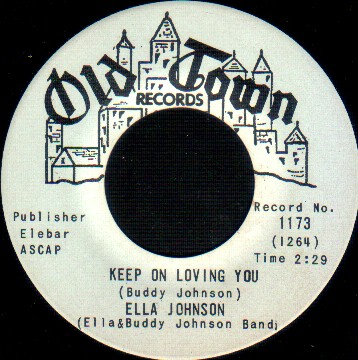 Old Town
RECORDS
Publisher
Elebar
ASCAP
Record No.
1173
(1264)
Time 2:29
KEEP ON LOVING YOU
(Buddy Johnson)
ELLA JOHNSON
(Ella&Buddy Johnson Band)